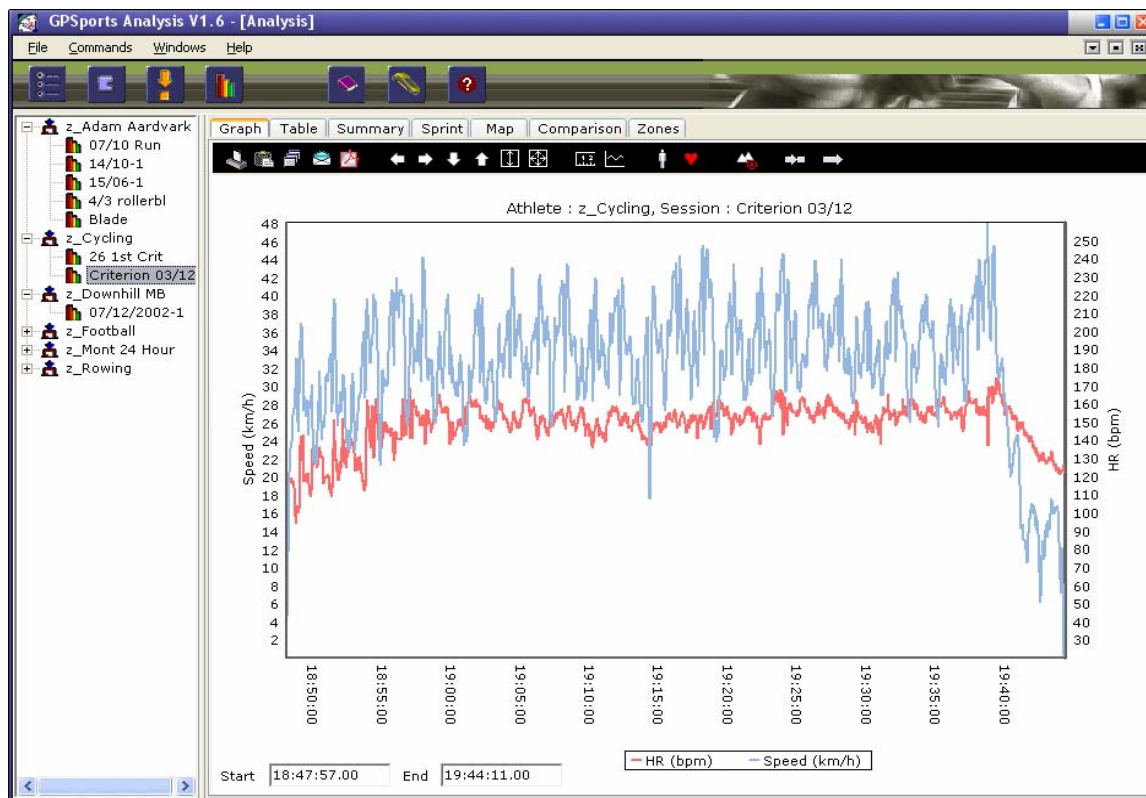 GPSports Analysis V1.6 - [Analysis]
File Commands Windows Help
z_Adam Aardvark
07/10 Run
14/10-1
15/06-1
4/3 rollerbl
Blade
z_Cycling
26 1st Crit
Criterion 03/12
z_Downhill MB
07/12/2002-1
z_Football
z_Mont 24 Hour
z_Rowing
Graph Table Summary Sprint Map Comparison Zones
Athlete : z_Cycling, Session : Criterion 03/12
Speed (km/h)
48
46
44
42
40
38
36
34
32
30
28
26
24
22
20
18
16
14
12
10
8
6
4
2
HR (bpm)
250
240
230
220
210
200
190
180
170
160
150
140
130
120
110
100
90
80
70
60
50
40
30
18:50:00 18:55:00 19:00:00 19:05:00 19:10:00 19:15:00 19:20:00 19:25:00 19:30:00 19:35:00 19:40:00
HR (bpm) Speed (km/h)
Start 18:47:57.00 End 19:44:11.00